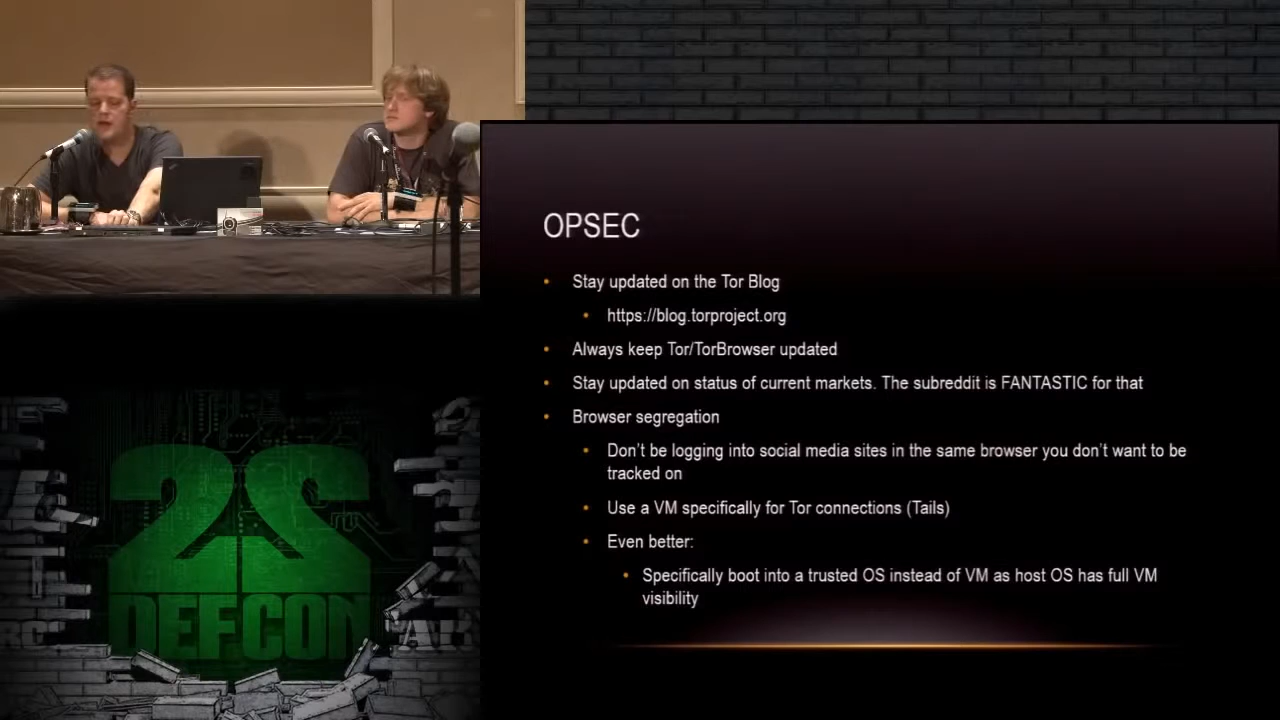 OPSEC
Stay updated on the Tor Blog
https://blog.torproject.org
Always keep Tor/TorBrowser updated
Stay updated on status of current markets. The subreddit is FANTASTIC for that
Browser segregation
Don't be logging into social media sites in the same browser you don't want to be
tracked on
Use a VM specifically for Tor connections (Tails)
Even better:
Specifically boot into a trusted OS instead of VM as host OS has full VM
visibility
22
DEFCON